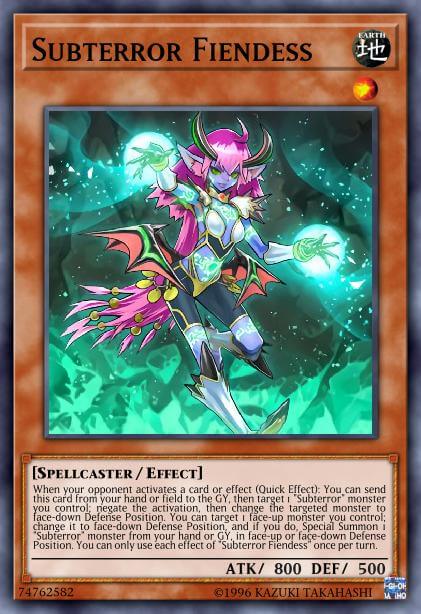 SUBTERROR FIENDESS
EARTH
地
[SPELLCASTER / EFFECT]
When your opponent activates a card or effect (Quick Effect): You can send
this card from your hand or field to the GY, then target 1 "Subterror" monster
you control; negate the activation, then change the targeted monster
to face-down Defense Position. You can target 1 face-up monster you control;
change it to face-down Defense Position, and if you do, Special Summon 1
"Subterror" monster from your hand or GY, in face-up or face-down Defense
Position. You can only use each effect of "Subterror Fiendess" once per turn.
ATK/ 800 DEF/ 500
74762582
©1996 KAZUKI TAKAHASHI